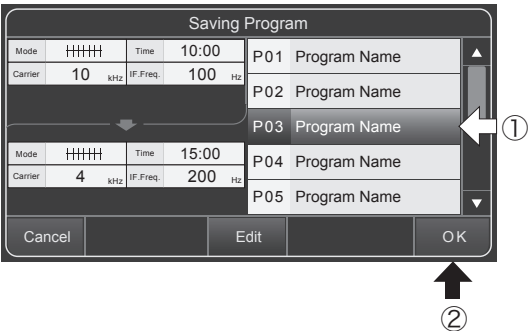 Saving Program
Mode Time 10:00
Carrier 10 kHz IF.Freq. 100 Hz
Mode Time 15:00
Carrier 4 kHz IF.Freq. 200 Hz
P01 Program Name
P02 Program Name
P03 Program Name
P04 Program Name
P05 Program Name
Cancel Edit OK
①
②